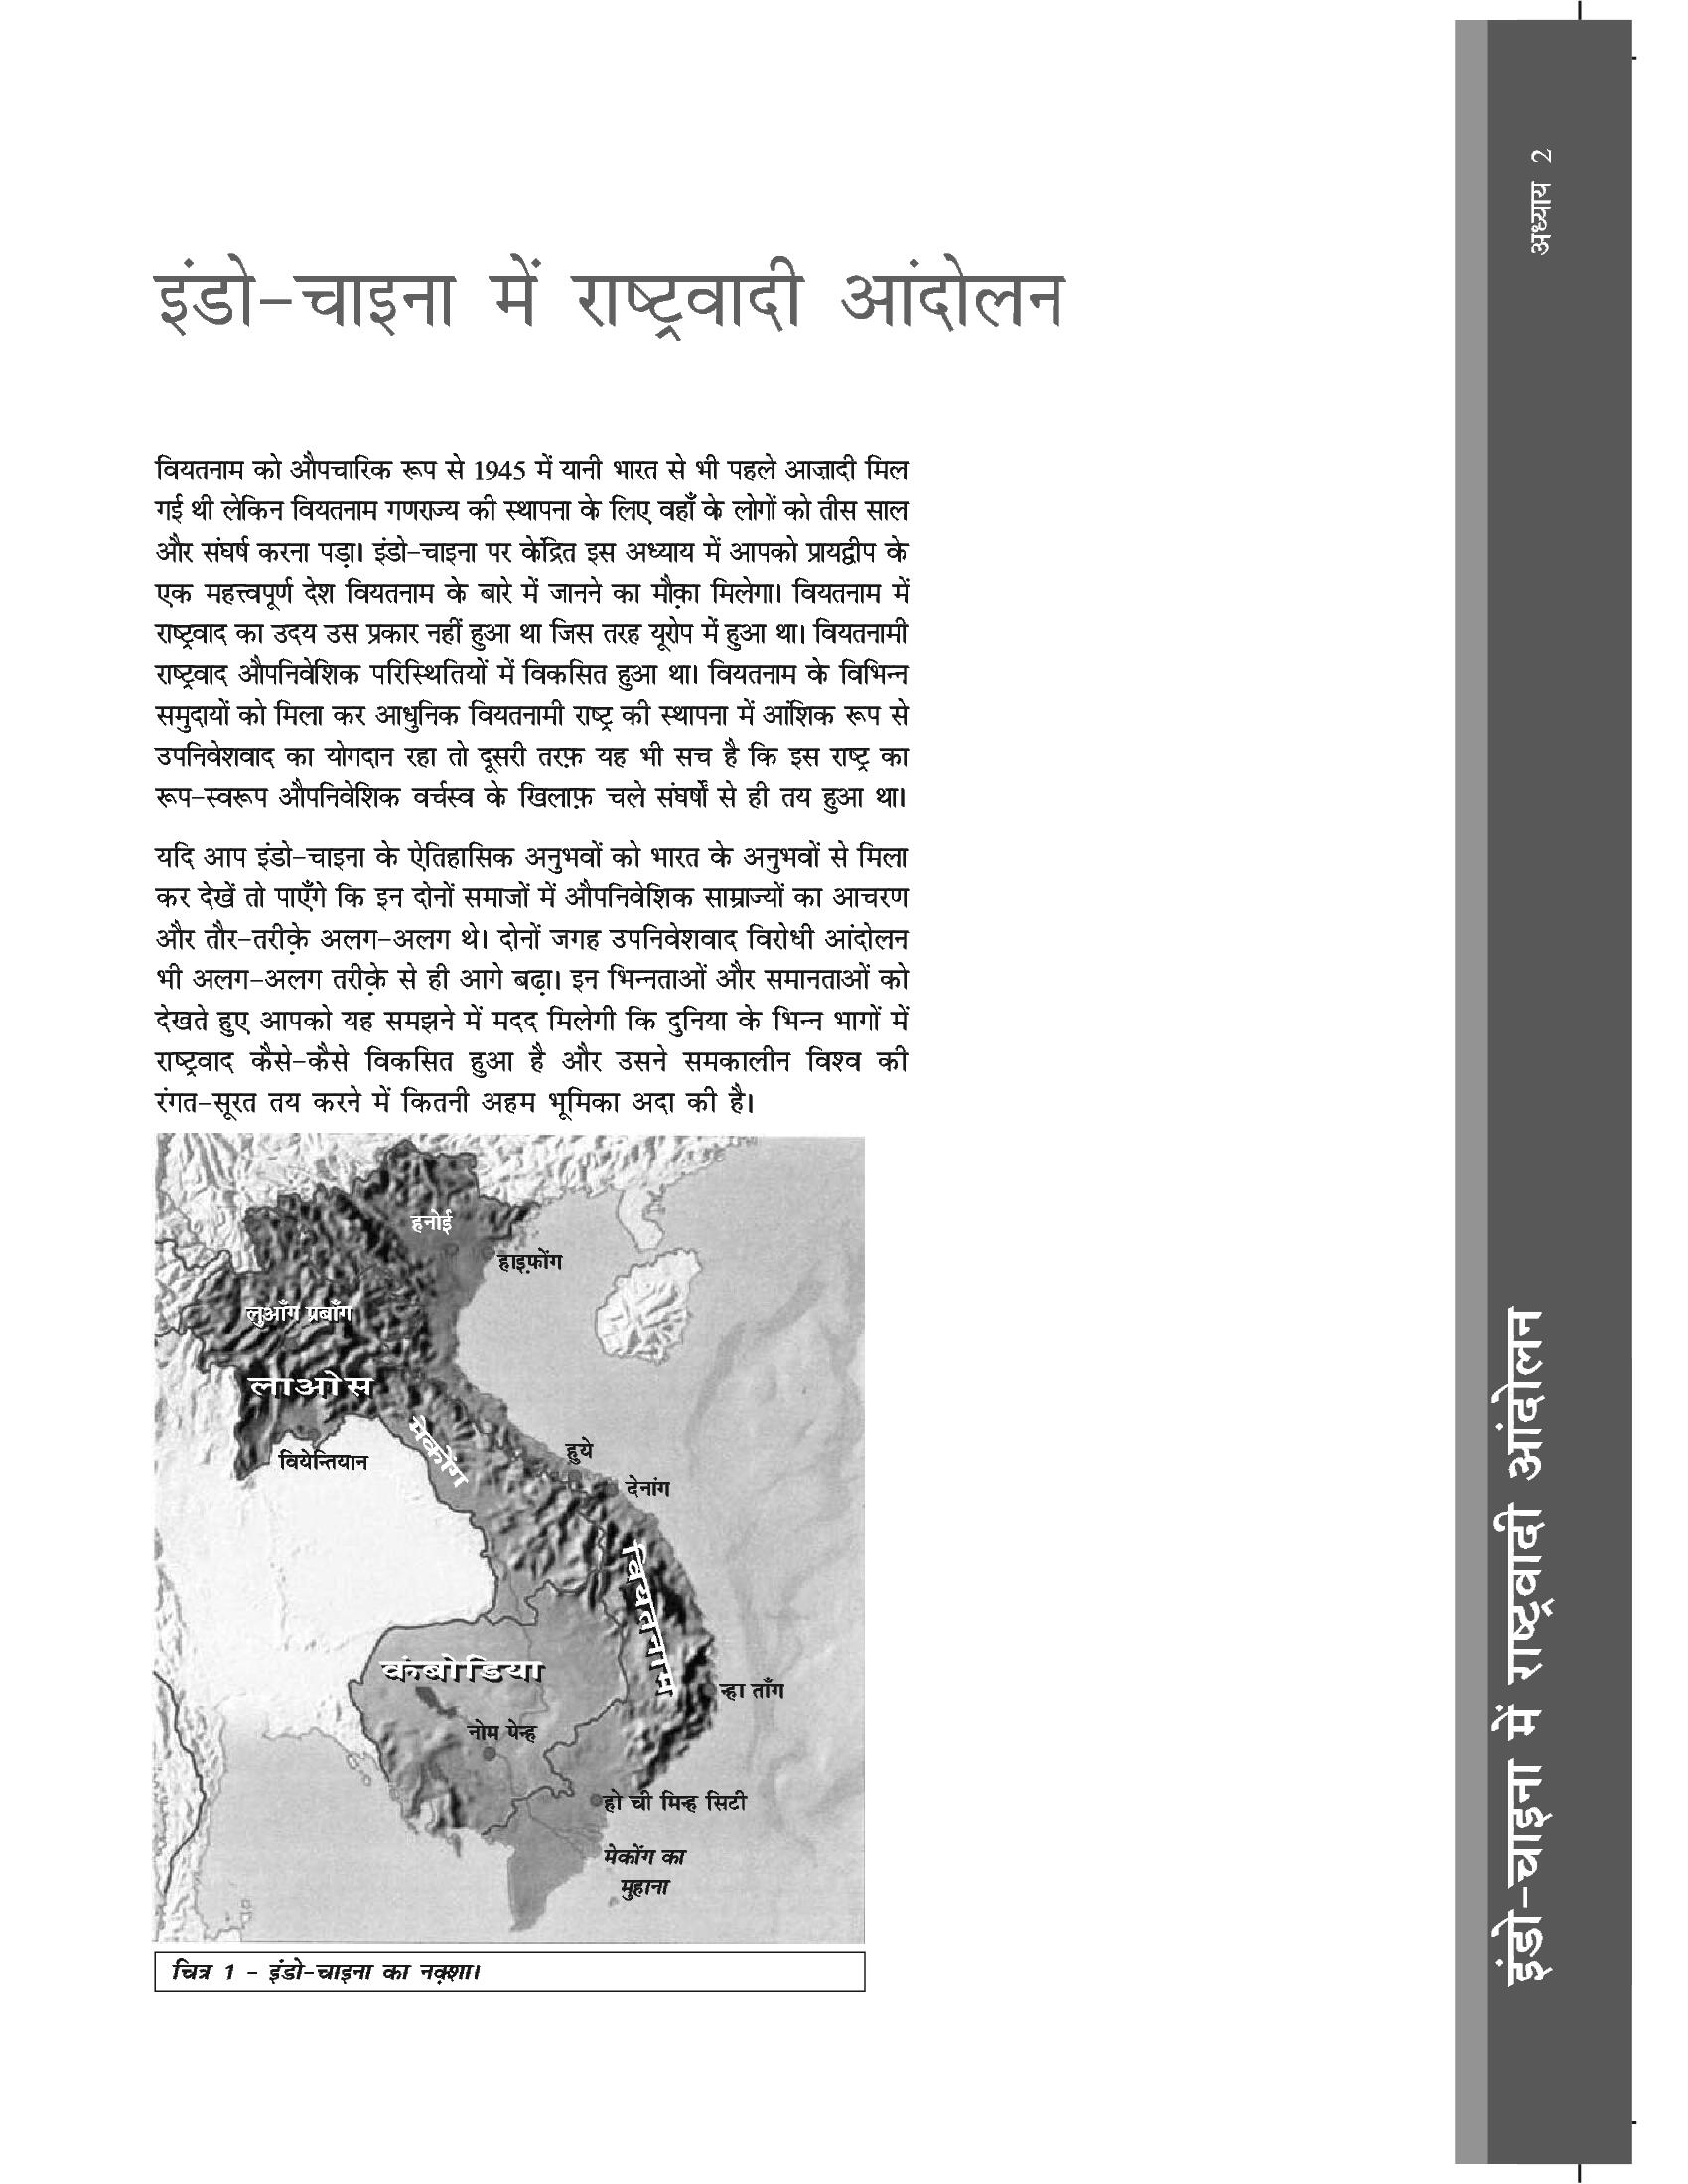 अध्याय 2
इंडो-चाइना में राष्ट्रवादी आंदोलन
वियतनाम को औपचारिक रूप से 1945 में यानी भारत से भी पहले आज़ादी मिल
गई थी लेकिन वियतनाम गणराज्य की स्थापना के लिए वहाँ के लोगों को तीस साल
और संघर्ष करना पड़ा। इंडो-चाइना पर केंद्रित इस अध्याय में आपको प्रायद्वीप के
एक महत्त्वपूर्ण देश वियतनाम के बारे में जानने का मौक़ा मिलेगा। वियतनाम में
राष्ट्रवाद का उदय उस प्रकार नहीं हुआ था जिस तरह यूरोप में हुआ था। वियतनामी
राष्ट्रवाद औपनिवेशिक परिस्थितियों में विकसित हुआ था। वियतनाम के विभिन्न
समुदायों को मिला कर आधुनिक वियतनामी राष्ट्र की स्थापना में आंशिक रूप से
उपनिवेशवाद का योगदान रहा तो दूसरी तरफ़ यह भी सच है कि इस राष्ट्र का
रूप-स्वरूप औपनिवेशिक वर्चस्व के खिलाफ़ चले संघर्षों से ही तय हुआ था।
यदि आप इंडो-चाइना के ऐतिहासिक अनुभवों को भारत के अनुभवों से मिला
कर देखें तो पाएँगे कि इन दोनों समाजों में औपनिवेशिक साम्राज्यों का आचरण
और तौर-तरीक़े अलग-अलग थे। दोनों जगह उपनिवेशवाद विरोधी आंदोलन
भी अलग-अलग तरीक़े से ही आगे बढ़ा। इन भिन्नताओं और समानताओं को
देखते हुए आपको यह समझने में मदद मिलेगी कि दुनिया के भिन्न भागों में
राष्ट्रवाद कैसे-कैसे विकसित हुआ है और उसने समकालीन विश्व की
रंगत-सूरत तय करने में कितनी अहम भूमिका अदा की है।
हनोई
हाइफ़ोंग
लुआँग प्रबाँग
लाओस
मेकोंग
वियेन्तियान
हुये
देनांग
वियतनाम
कंबोडिया
न्हा ताँग
नोम पेन्ह
हो ची मिन्ह सिटी
मेकोंग का
मुहाना
चित्र 1 - इंडो-चाइना का नक़्शा।
इंडो-चाइना में राष्ट्रवादी आंदोलन